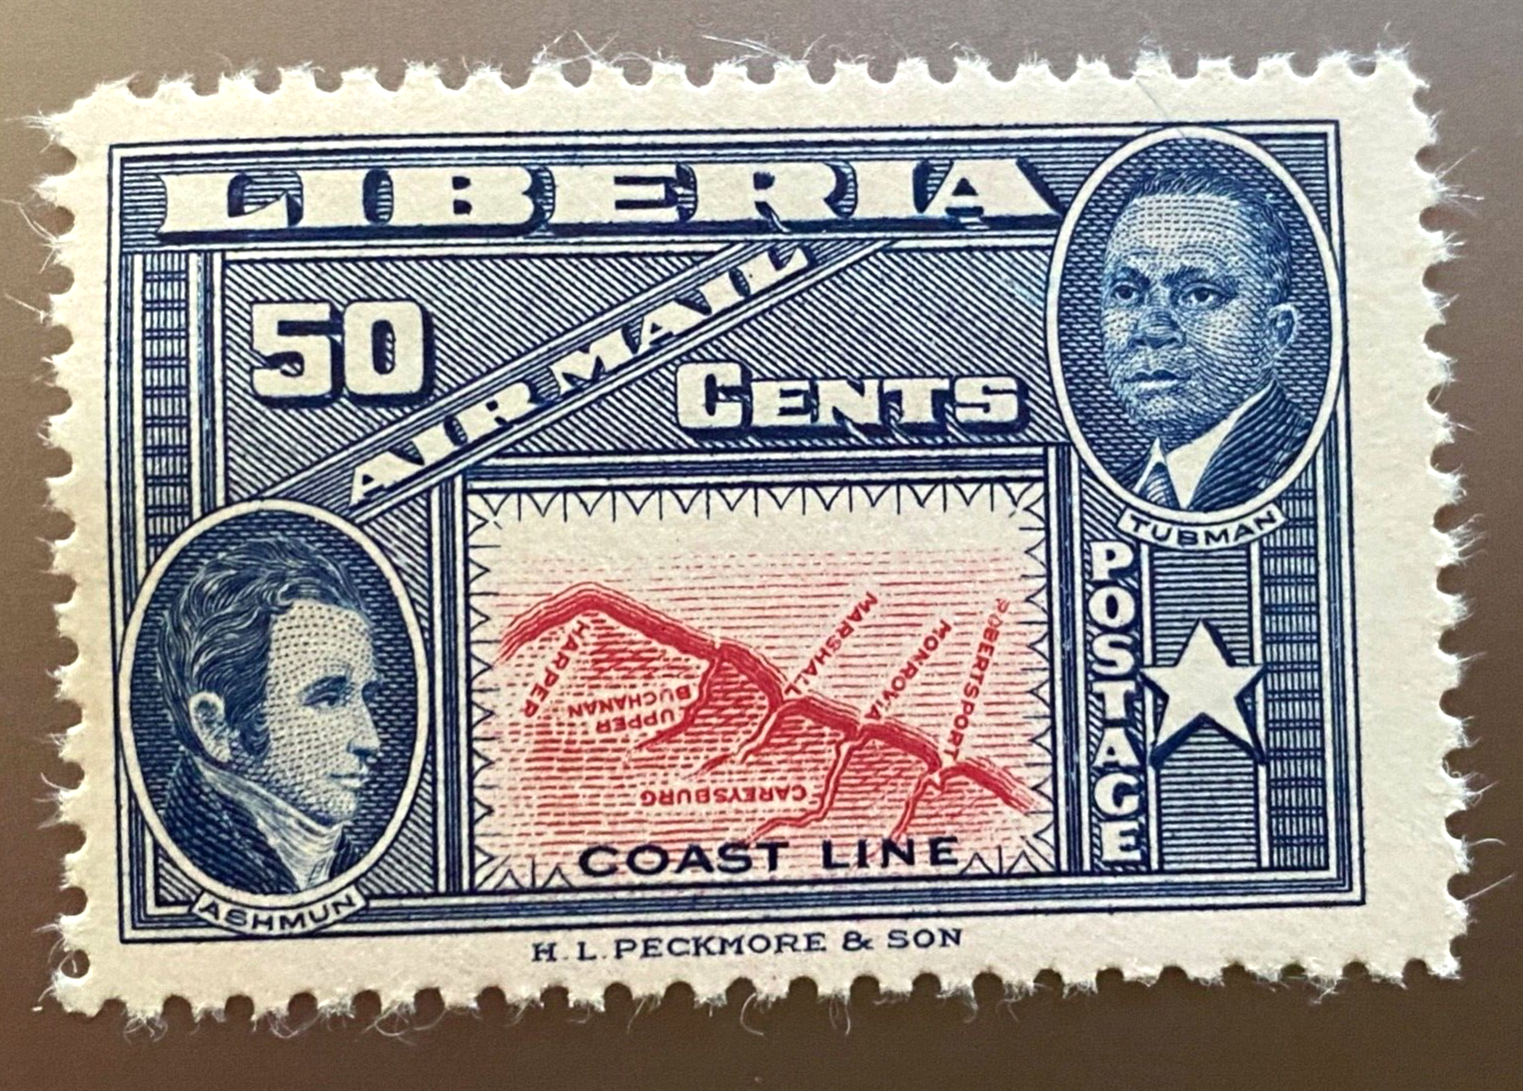 LIBERIA
50
AIRMAIL
CENTS
TUBMAN
POSTAGE
HARPER
UPPER
BUCHANAN
MARSHALL
MONROVIA
ROBERTSPORT
CAREYSBURG
COAST LINE
ASHMUN
H. L. PECKMORE & SON